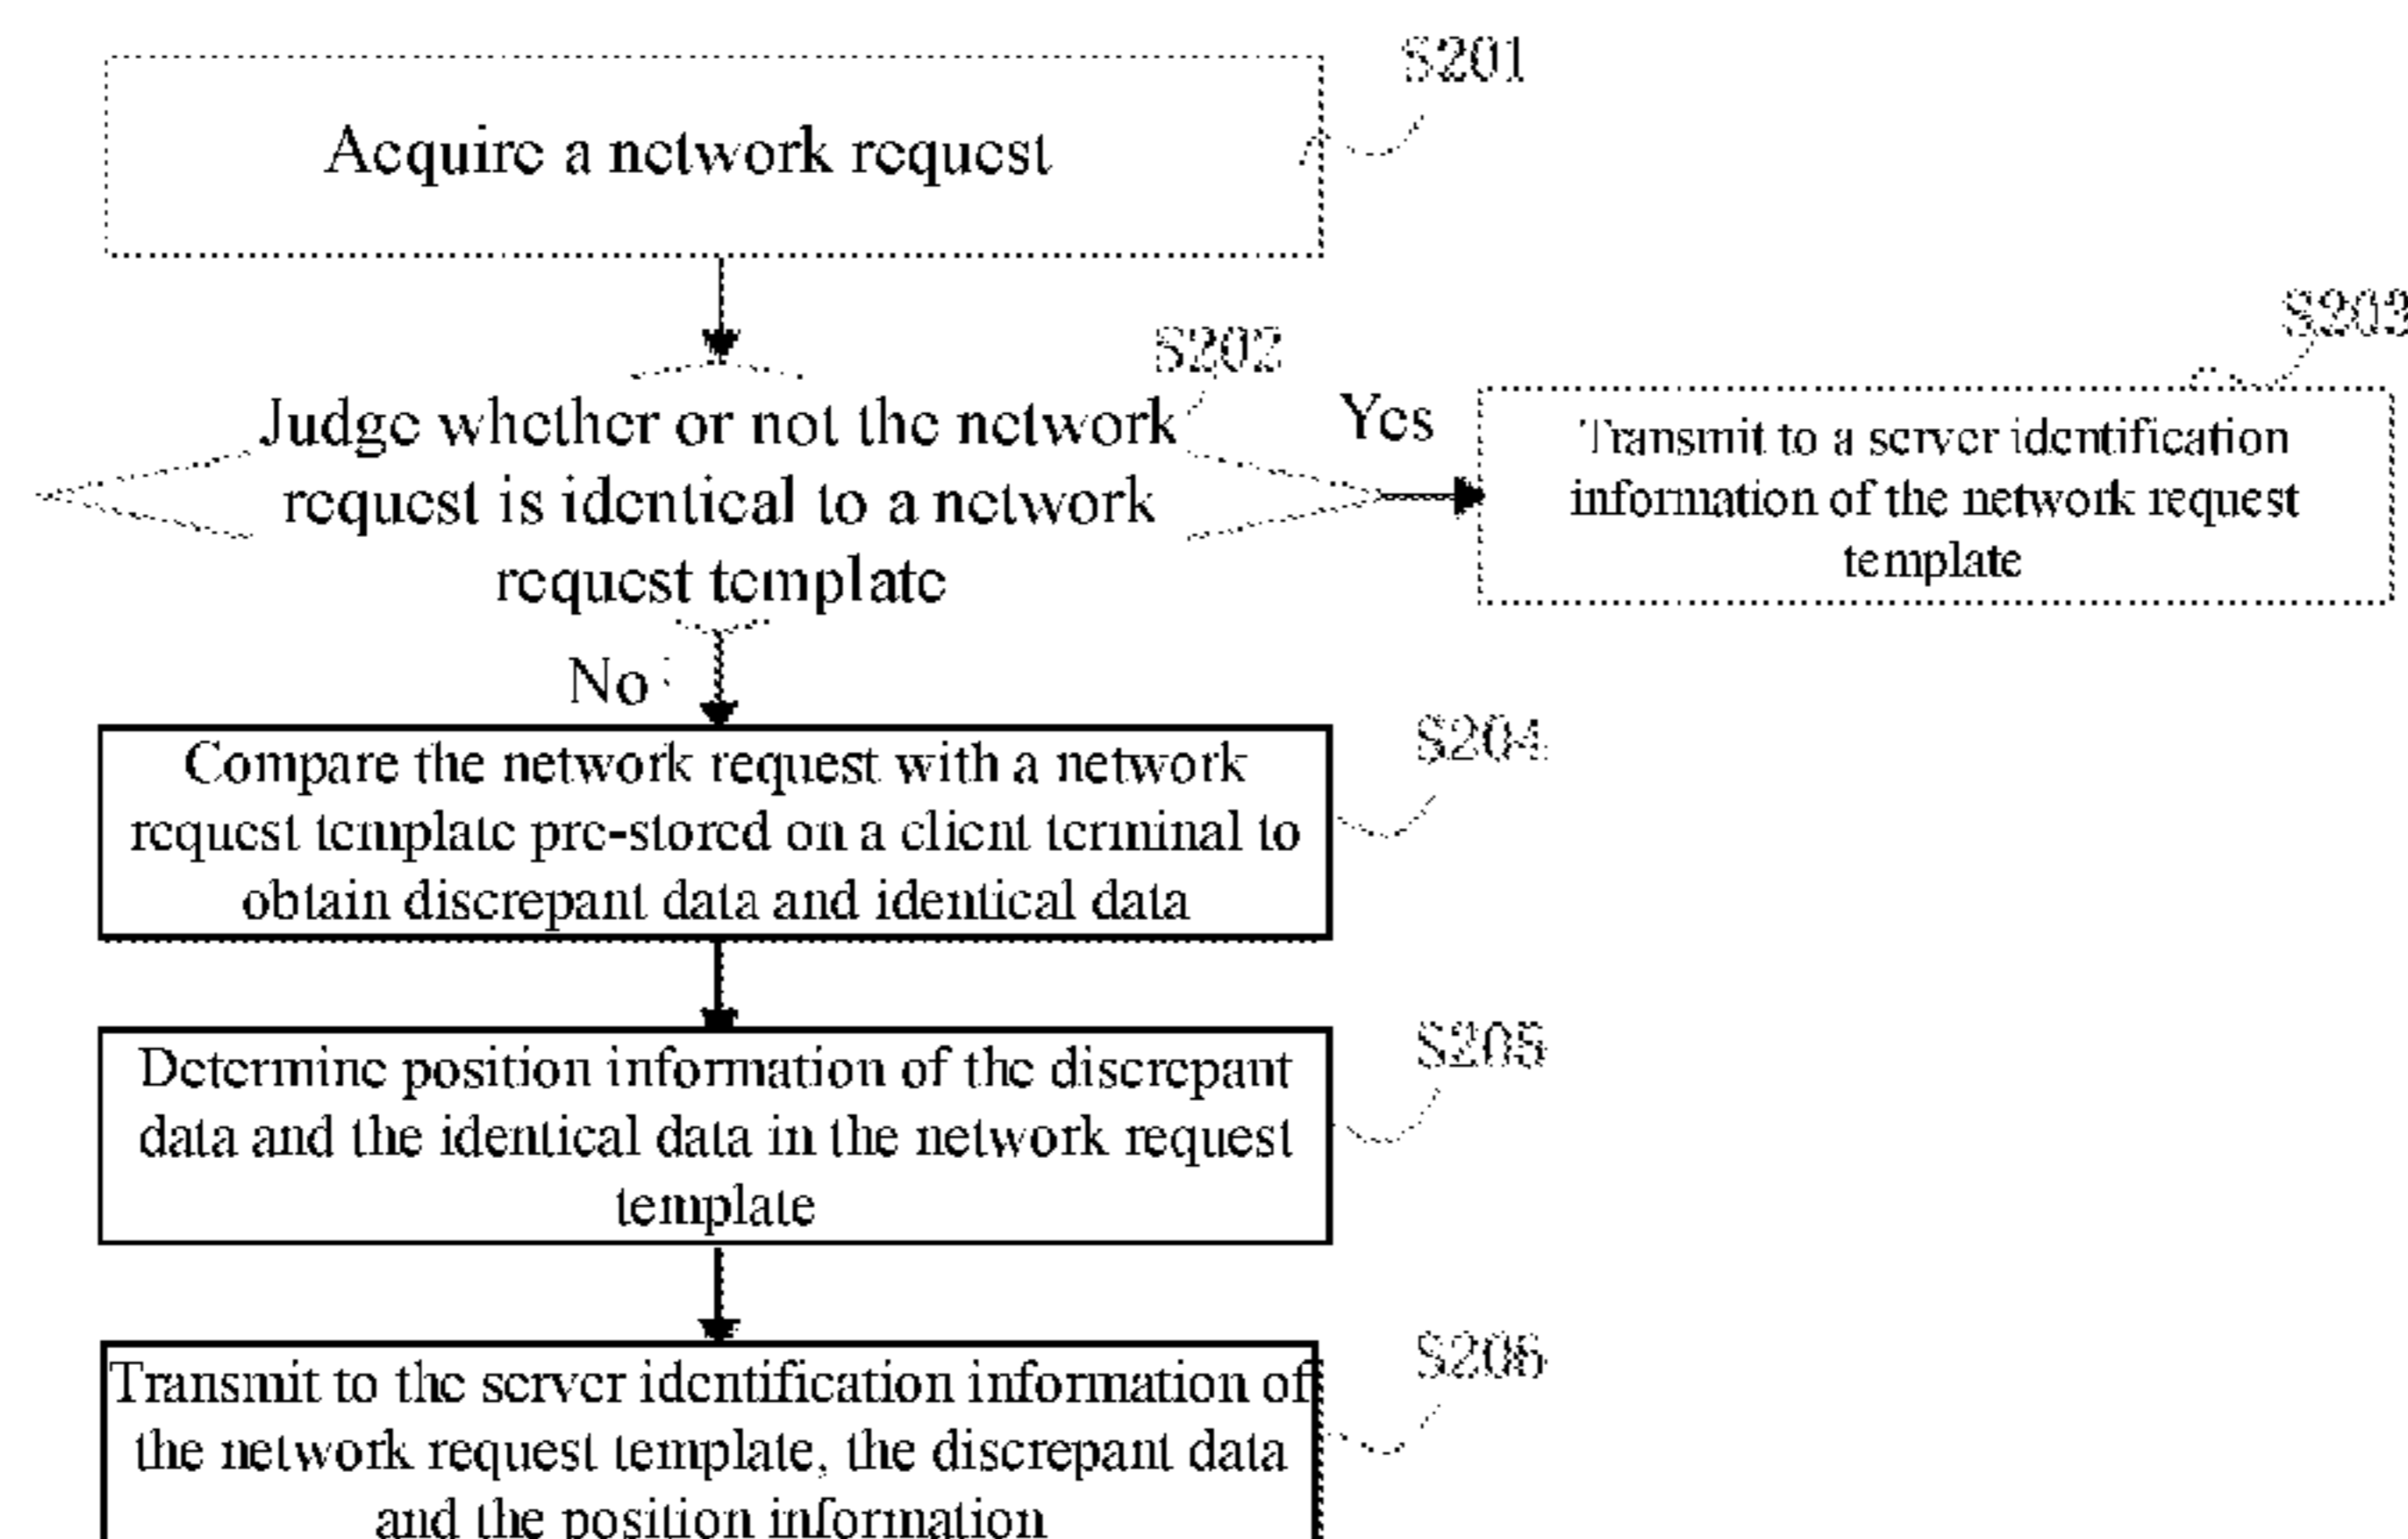 S201
Acquire a network request
S202
S203
Judge whether or not the network
request is identical to a network
request template
Yes
Transmit to a server identification
information of the network request
template
No
S204
Compare the network request with a network
request template pre-stored on a client terminal to
obtain discrepant data and identical data
S205
Determine position information of the discrepant
data and the identical data in the network request
template
S206
Transmit to the server identification information of
the network request template, the discrepant data
and the position information